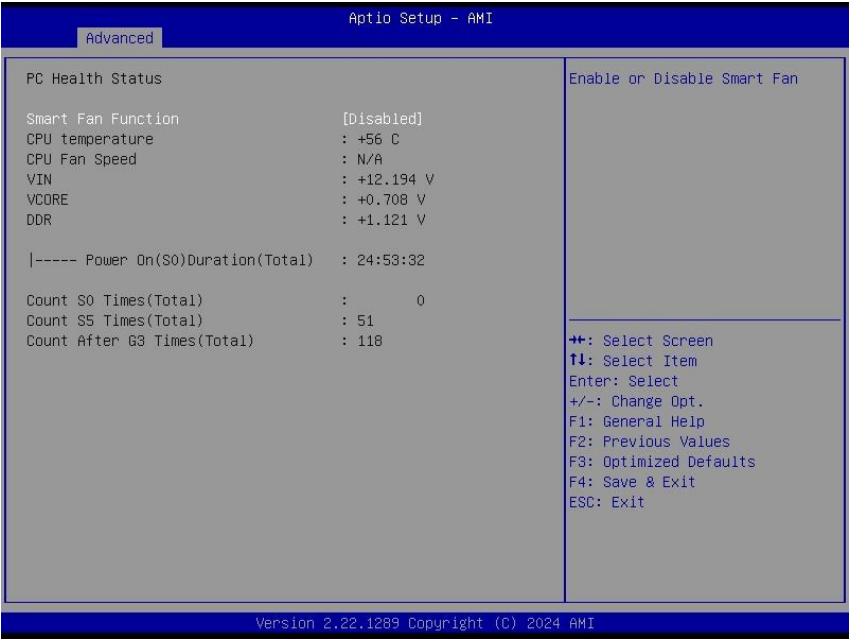 Aptio Setup - AMI
Advanced
PC Health Status
Smart Fan Function [Disabled]
CPU temperature : +56 C
CPU Fan Speed : N/A
VIN : +12.194 V
VCORE : +0.708 V
DDR : +1.121 V
|----- Power On(S0)Duration(Total) : 24:53:32
Count S0 Times(Total) : 0
Count S5 Times(Total) : 51
Count After G3 Times(Total) : 118
Enable or Disable Smart Fan
→←: Select Screen
↑↓: Select Item
Enter: Select
+/-: Change Opt.
F1: General Help
F2: Previous Values
F3: Optimized Defaults
F4: Save & Exit
ESC: Exit
Version 2.22.1289 Copyright (C) 2024 AMI